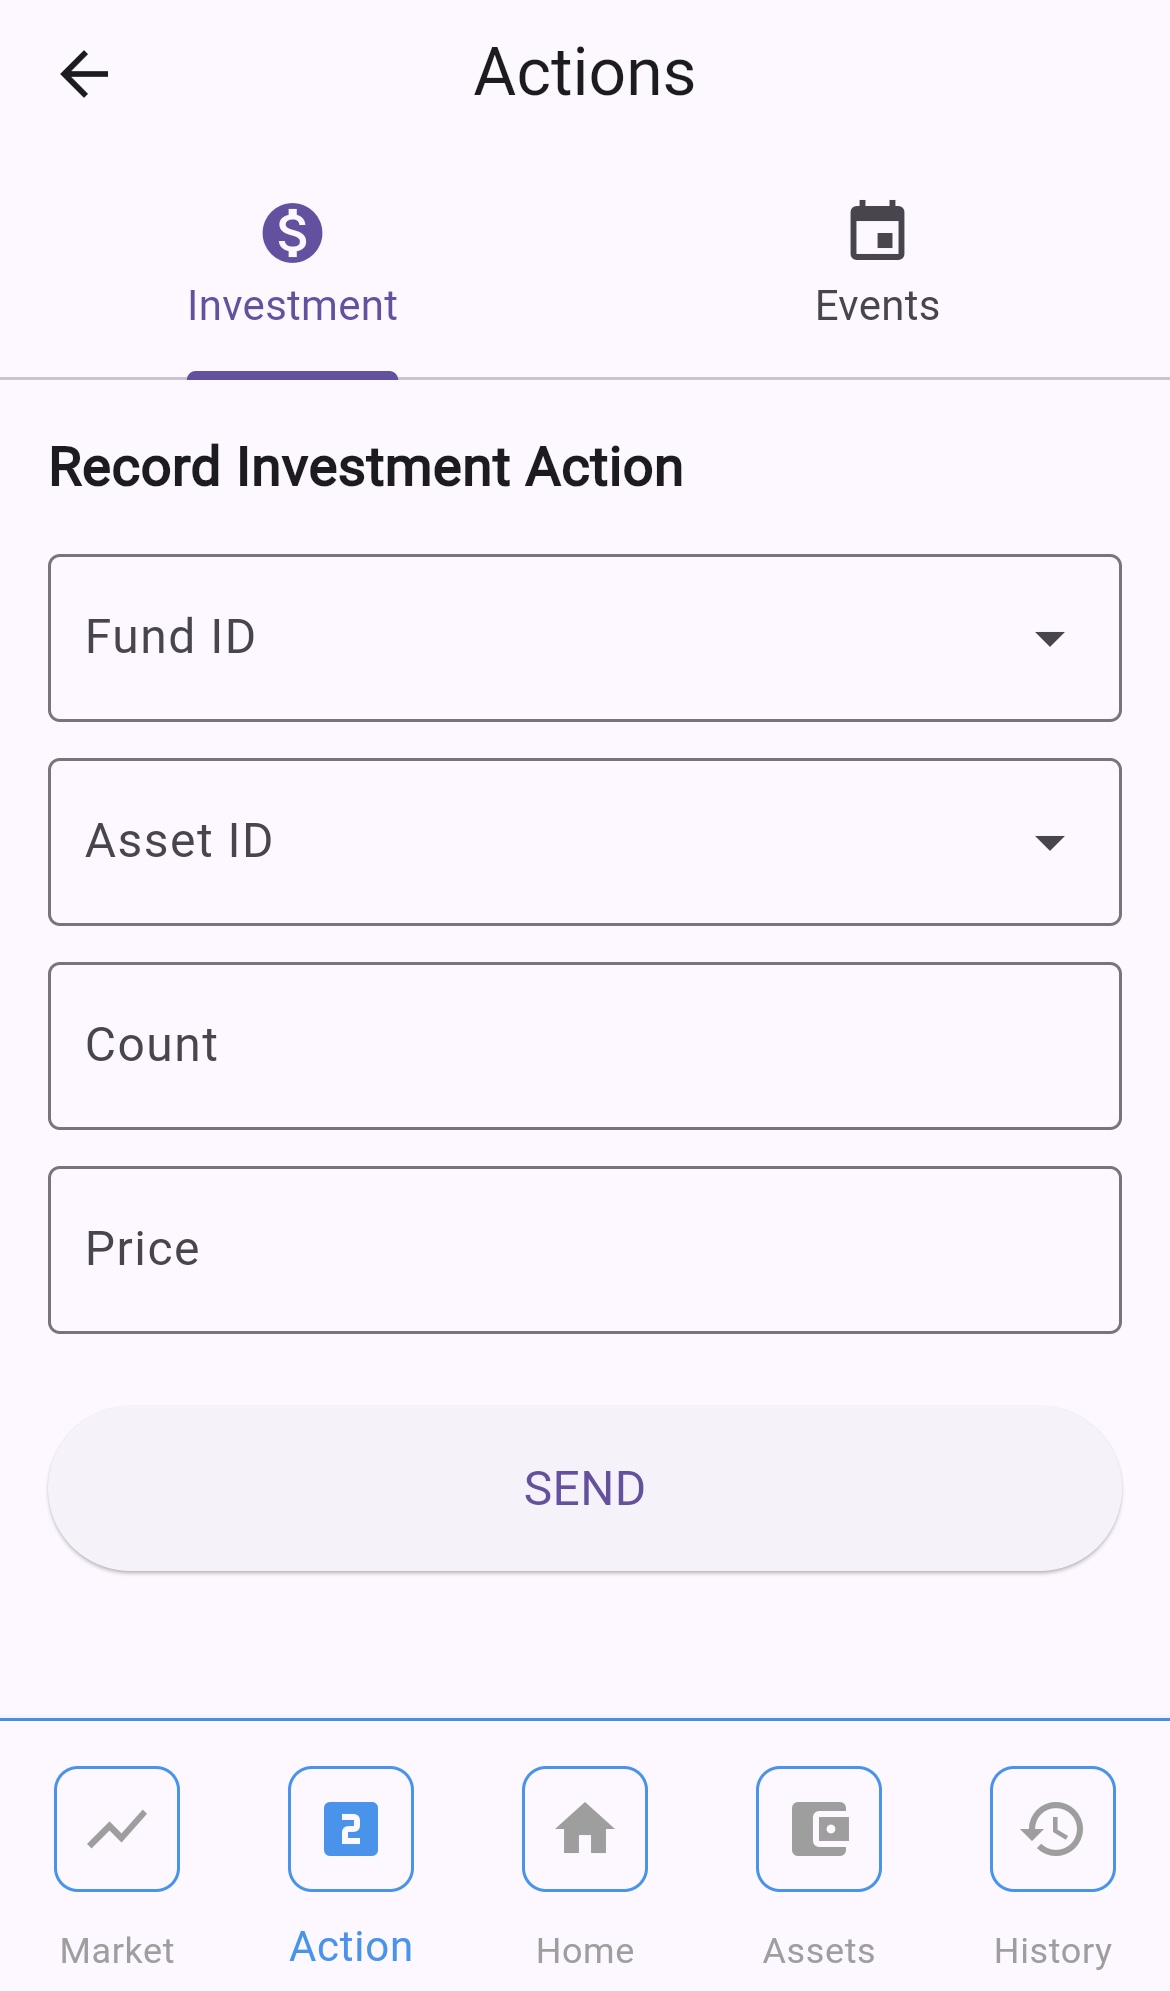 Actions
Investment
Events
Record Investment Action
Fund ID
Asset ID
Count
Price
SEND
2
Market
Action
Home
Assets
History